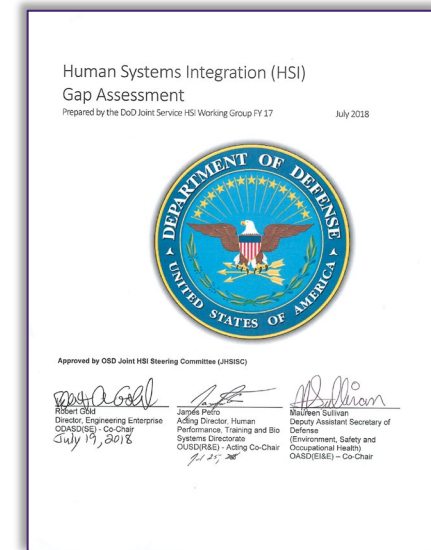 Human Systems Integration (HSI)
Gap Assessment
Prepared by the DoD Joint Service HSI Working Group FY 17 July 2018
DEPARTMENT OF DEFENSE
UNITED STATES OF AMERICA
Approved by OSD Joint HSI Steering Committee (JHSISC)
Robert Gold
Director, Engineering Enterprise
ODASD(SE) - Co-Chair
July 19, 2018
James Petro
Acting Director, Human
Performance, Training and Bio
Systems Directorate
OUSD(R&E) - Acting Co-Chair
Jul 25, 2018
Maureen Sullivan
Deputy Assistant Secretary of
Defense
(Environment, Safety and
Occupational Health)
OASD(EI&E) – Co-Chair